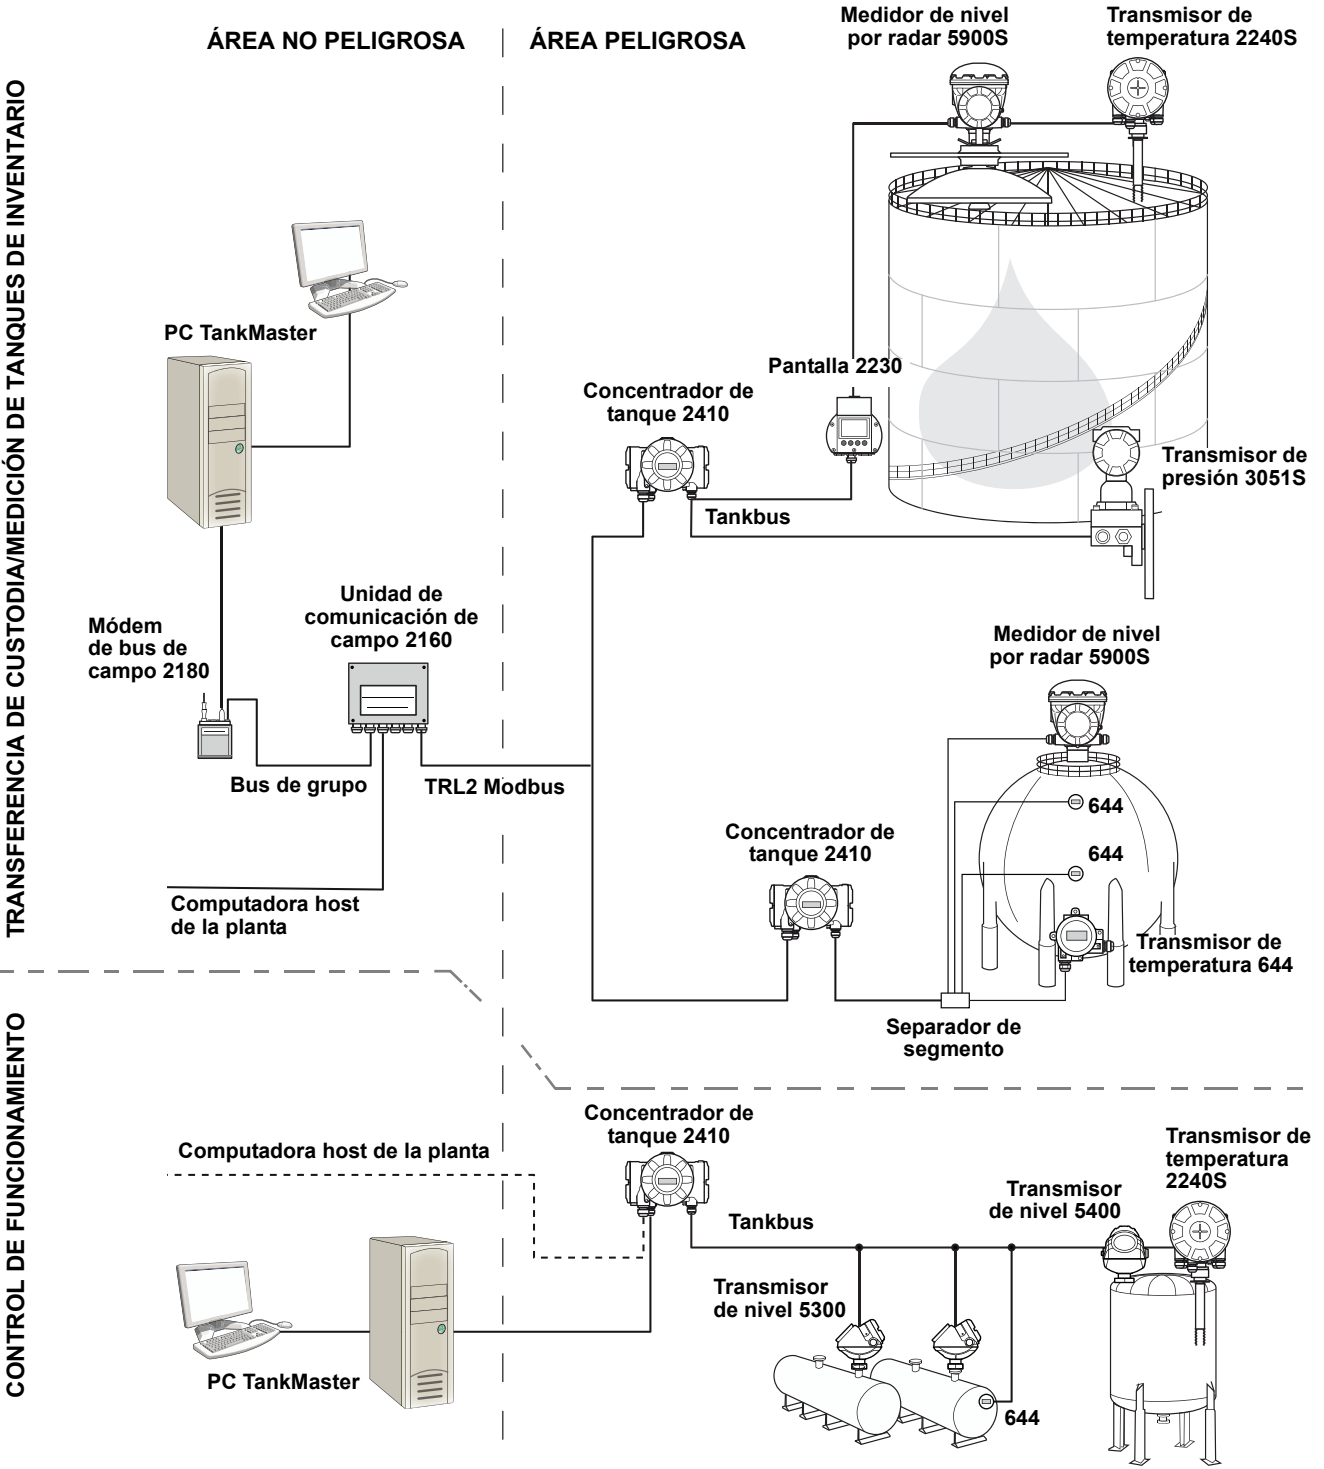 ÁREA NO PELIGROSA
ÁREA PELIGROSA
Medidor de nivel
por radar 5900S
Transmisor de
temperatura 2240S
TRANSFERENCIA DE CUSTODIA/MEDICIÓN DE TANQUES DE INVENTARIO
PC TankMaster
Pantalla 2230
Concentrador de
tanque 2410
Transmisor de
presión 3051S
Tankbus
Unidad de
comunicación de
campo 2160
Módem
de bus de
campo 2180
Medidor de nivel
por radar 5900S
Bus de grupo
TRL2 Modbus
644
644
Concentrador de
tanque 2410
Computadora host
de la planta
Transmisor de
temperatura 644
Separador de
segmento
CONTROL DE FUNCIONAMIENTO
Concentrador de
tanque 2410
Computadora host de la planta
Transmisor de
temperatura
2240S
Transmisor
de nivel 5400
Tankbus
Transmisor
de nivel 5300
PC TankMaster
644